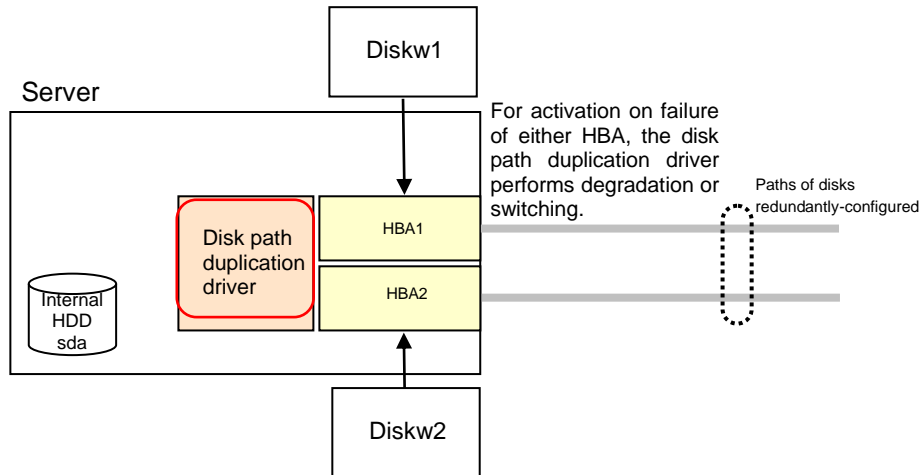 Diskw1
Server
For activation on failure
of either HBA, the disk
path duplication driver
performs degradation or
switching.
Paths of disks
redundantly-configured
HBA1
Disk path
duplication
driver
HBA2
Internal
HDD
sda
Diskw2